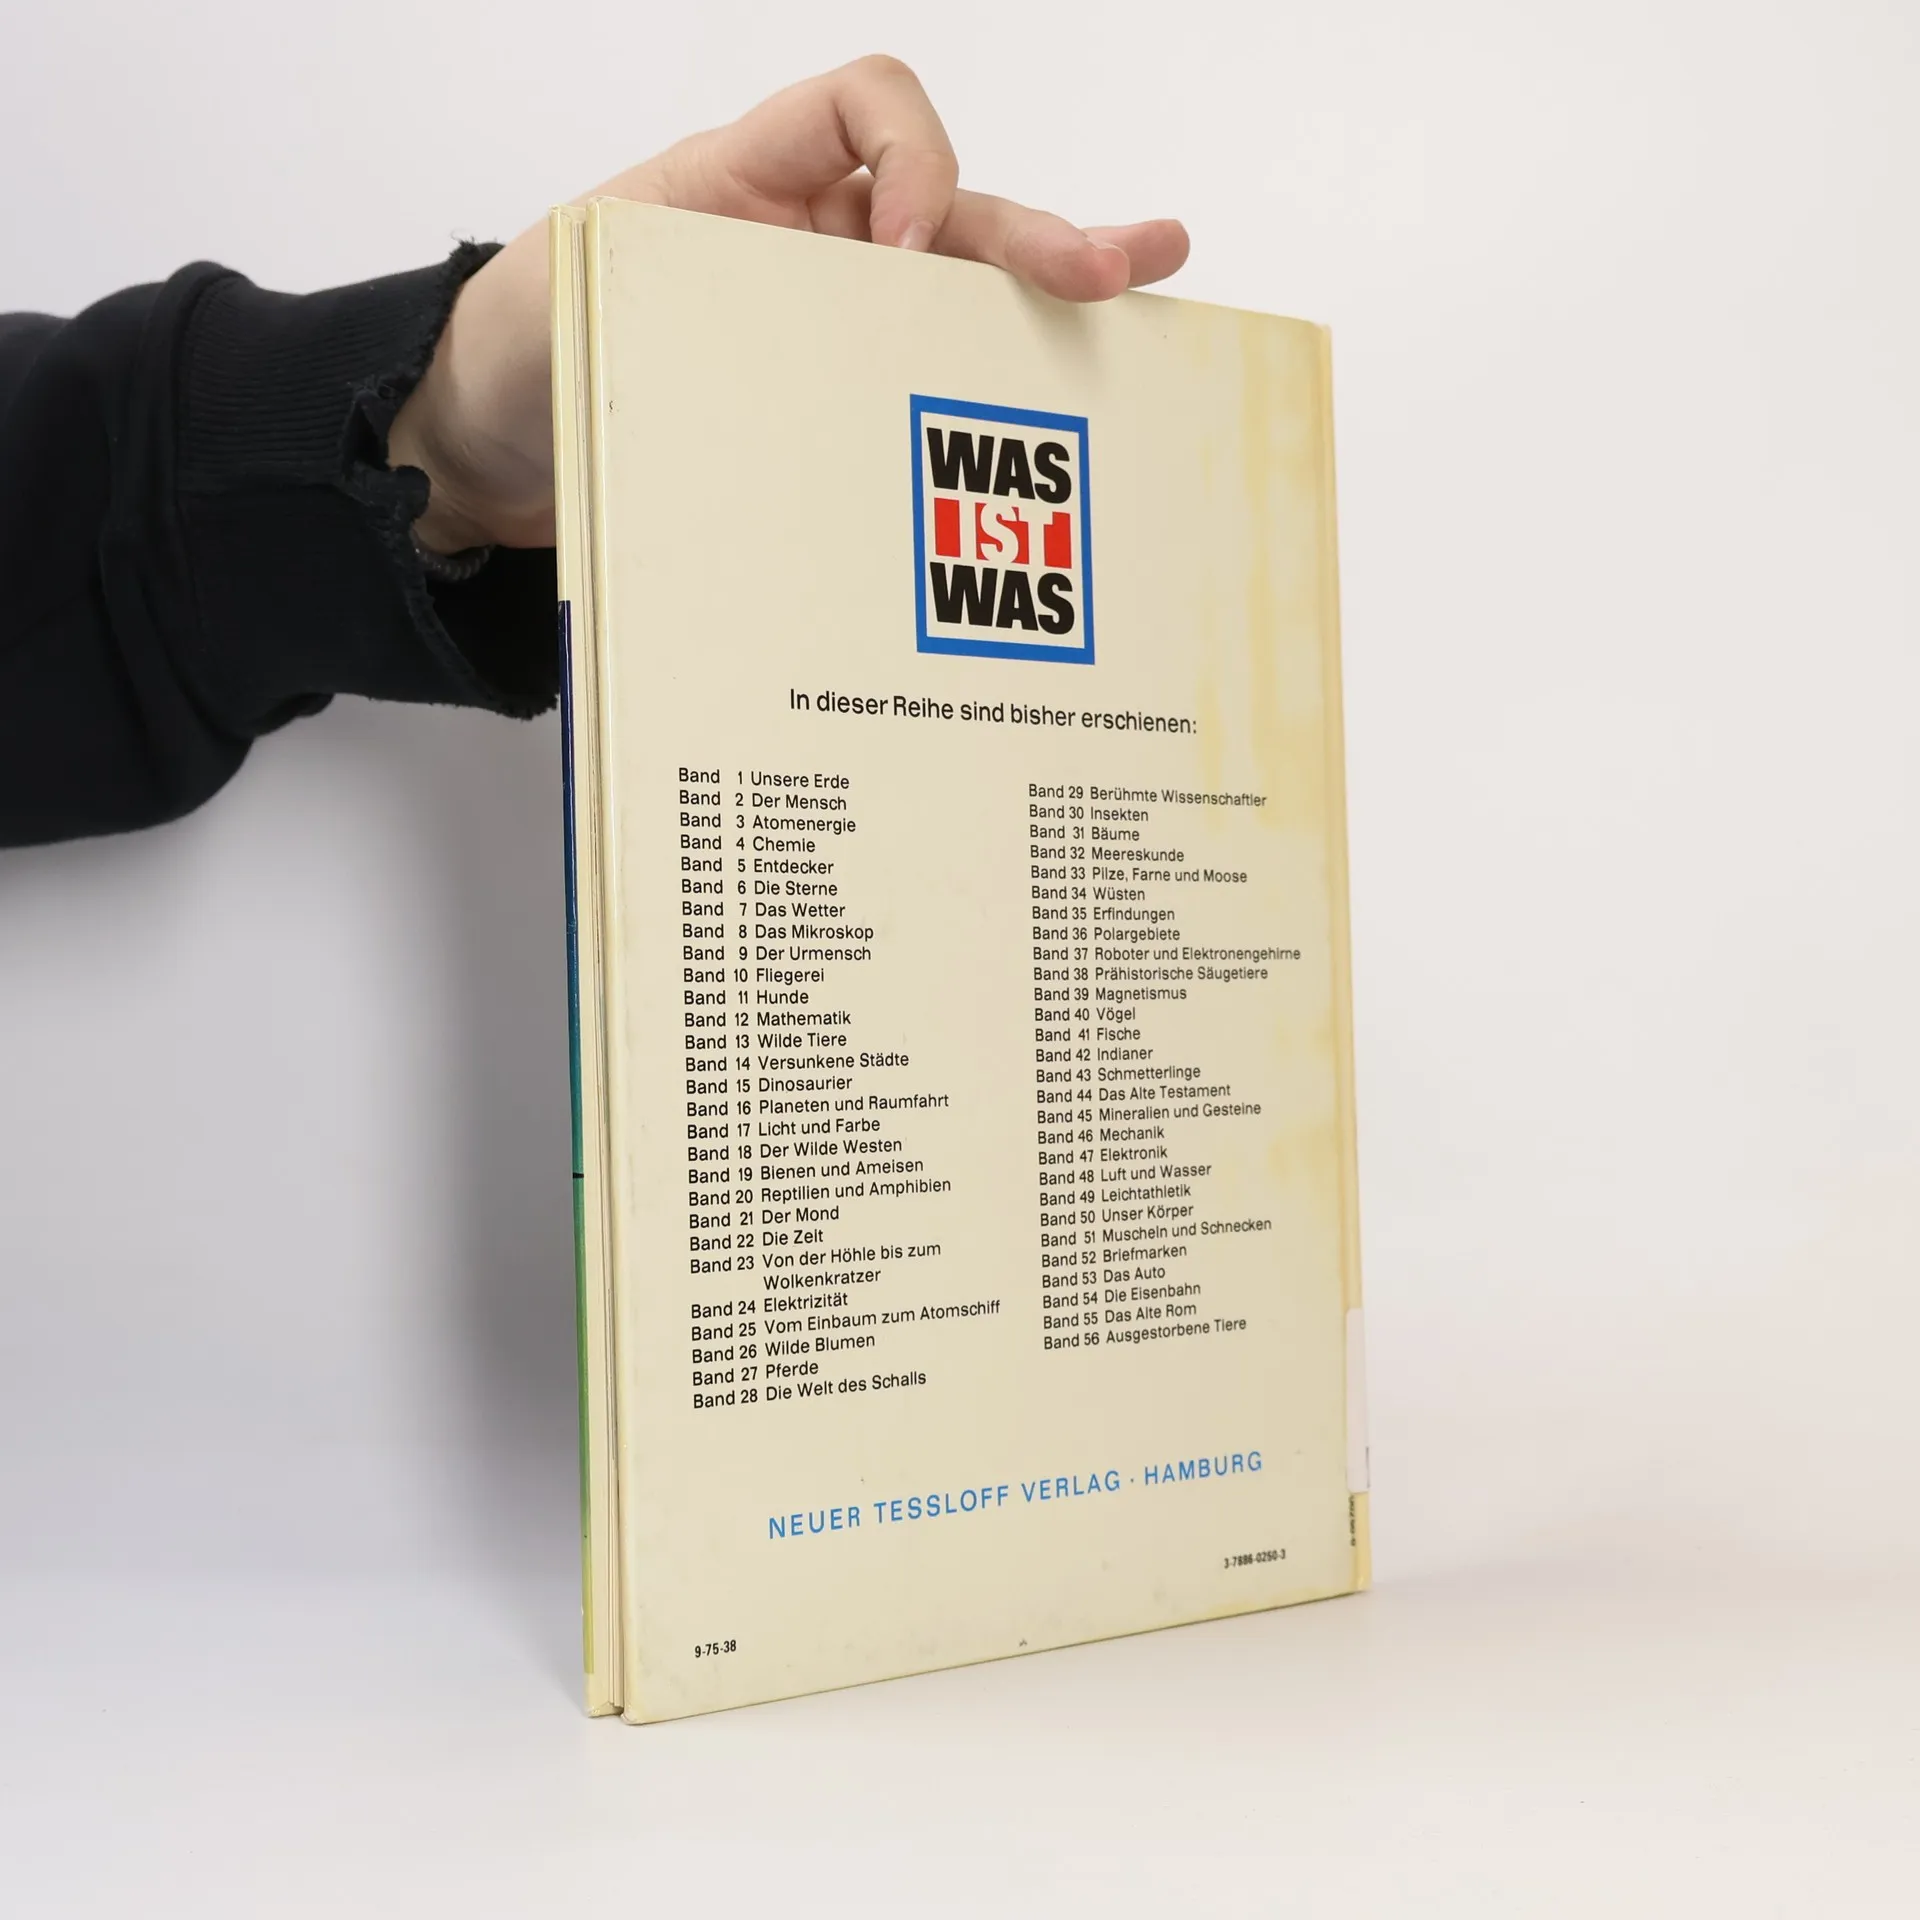 WAS
IST
WAS
In dieser Reihe sind bisher erschienen:
Band 1 Unsere Erde
Band 2 Der Mensch
Band 3 Atomenergie
Band 4 Chemie
Band 5 Entdecker
Band 6 Die Sterne
Band 7 Das Wetter
Band 8 Das Mikroskop
Band 9 Der Urmensch
Band 10 Fliegerei
Band 11 Hunde
Band 12 Mathematik
Band 13 Wilde Tiere
Band 14 Versunkene Städte
Band 15 Dinosaurier
Band 16 Planeten und Raumfahrt
Band 17 Licht und Farbe
Band 18 Der Wilde Westen
Band 19 Bienen und Ameisen
Band 20 Reptilien und Amphibien
Band 21 Der Mond
Band 22 Die Zeit
Band 23 Von der Höhle bis zum
Wolkenkratzer
Band 24 Elektrizität
Band 25 Vom Einbaum zum Atomschiff
Band 26 Wilde Blumen
Band 27 Pferde
Band 28 Die Welt des Schalls
Band 29 Berühmte Wissenschaftler
Band 30 Insekten
Band 31 Bäume
Band 32 Meereskunde
Band 33 Pilze, Farne und Moose
Band 34 Wüsten
Band 35 Erfindungen
Band 36 Polargebiete
Band 37 Roboter und Elektronengehirne
Band 38 Prähistorische Säugetiere
Band 39 Magnetismus
Band 40 Vögel
Band 41 Fische
Band 42 Indianer
Band 43 Schmetterlinge
Band 44 Das Alte Testament
Band 45 Mineralien und Gesteine
Band 46 Mechanik
Band 47 Elektronik
Band 48 Luft und Wasser
Band 49 Leichtathletik
Band 50 Unser Körper
Band 51 Muscheln und Schnecken
Band 52 Briefmarken
Band 53 Das Auto
Band 54 Die Eisenbahn
Band 55 Das Alte Rom
Band 56 Ausgestorbene Tiere
NEUER TESSLOFF VERLAG · HAMBURG
3-7886-0250-3
9-75-38